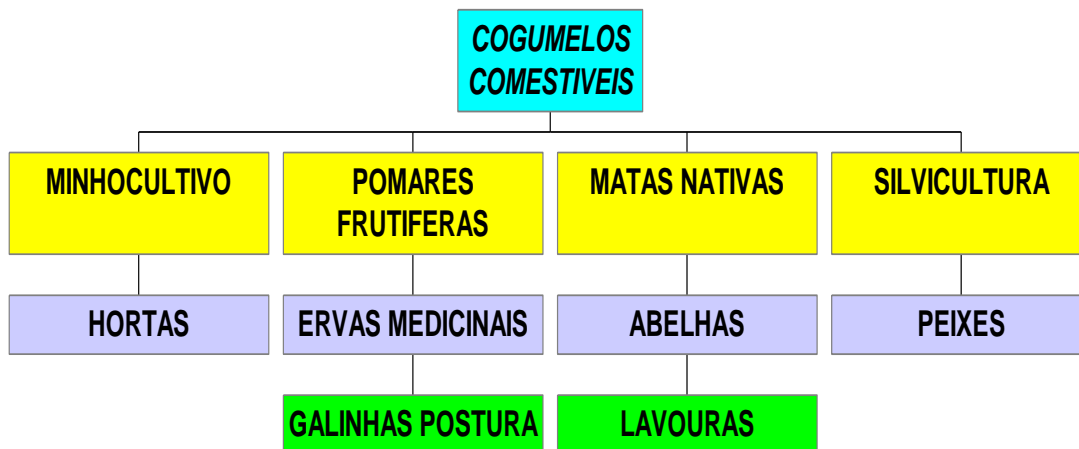 COGUMELOS
COMESTIVEIS
MINHOCULTIVO
POMARES
FRUTIFERAS
MATAS NATIVAS
SILVICULTURA
HORTAS
ERVAS MEDICINAIS
ABELHAS
PEIXES
GALINHAS POSTURA
LAVOURAS